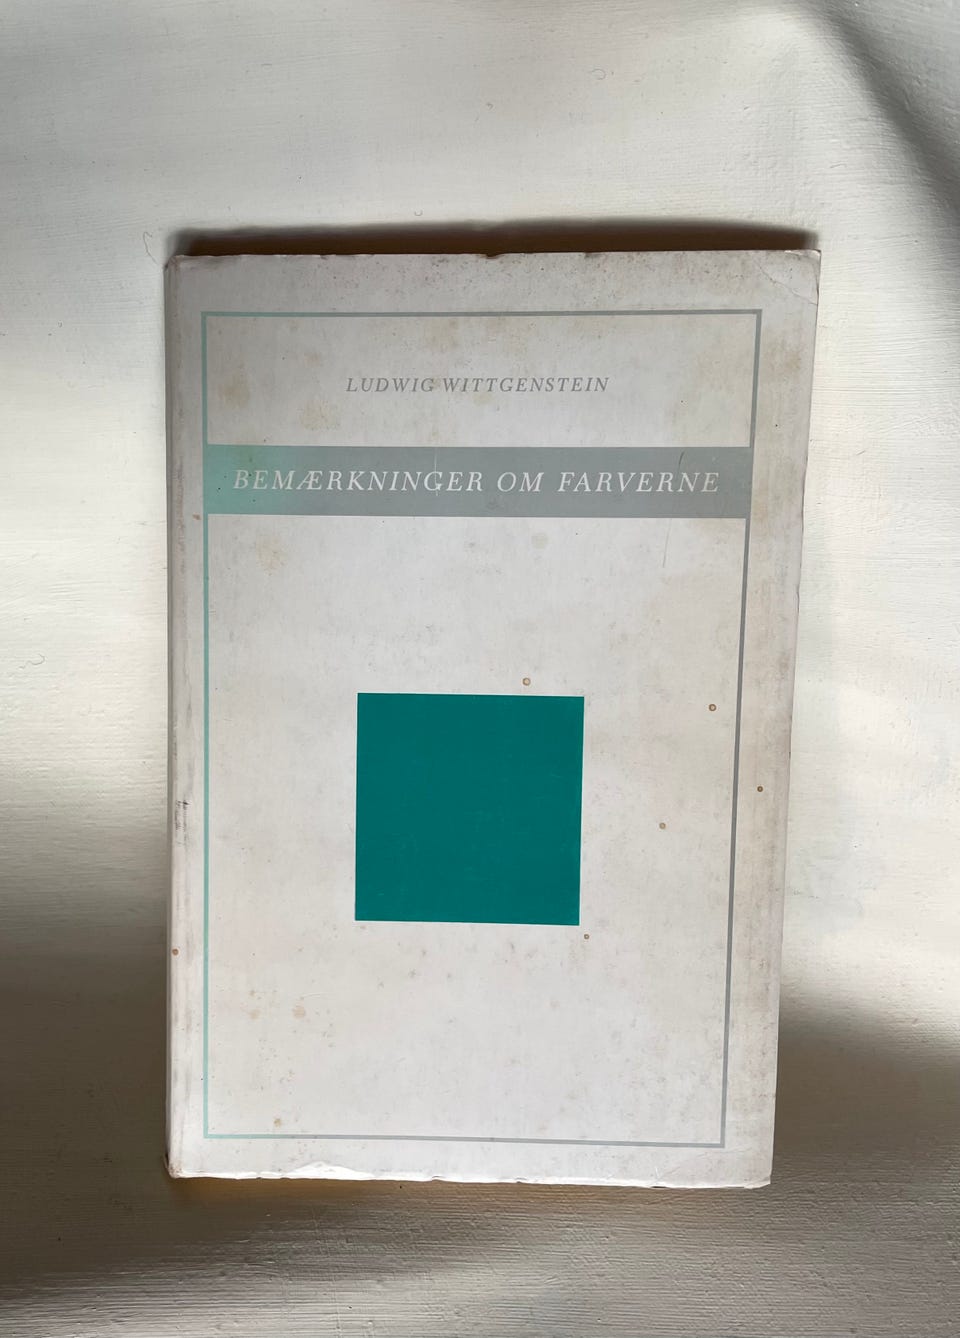 LUDWIG WITTGENSTEIN
BEMÆRKNINGER OM FARVERNE